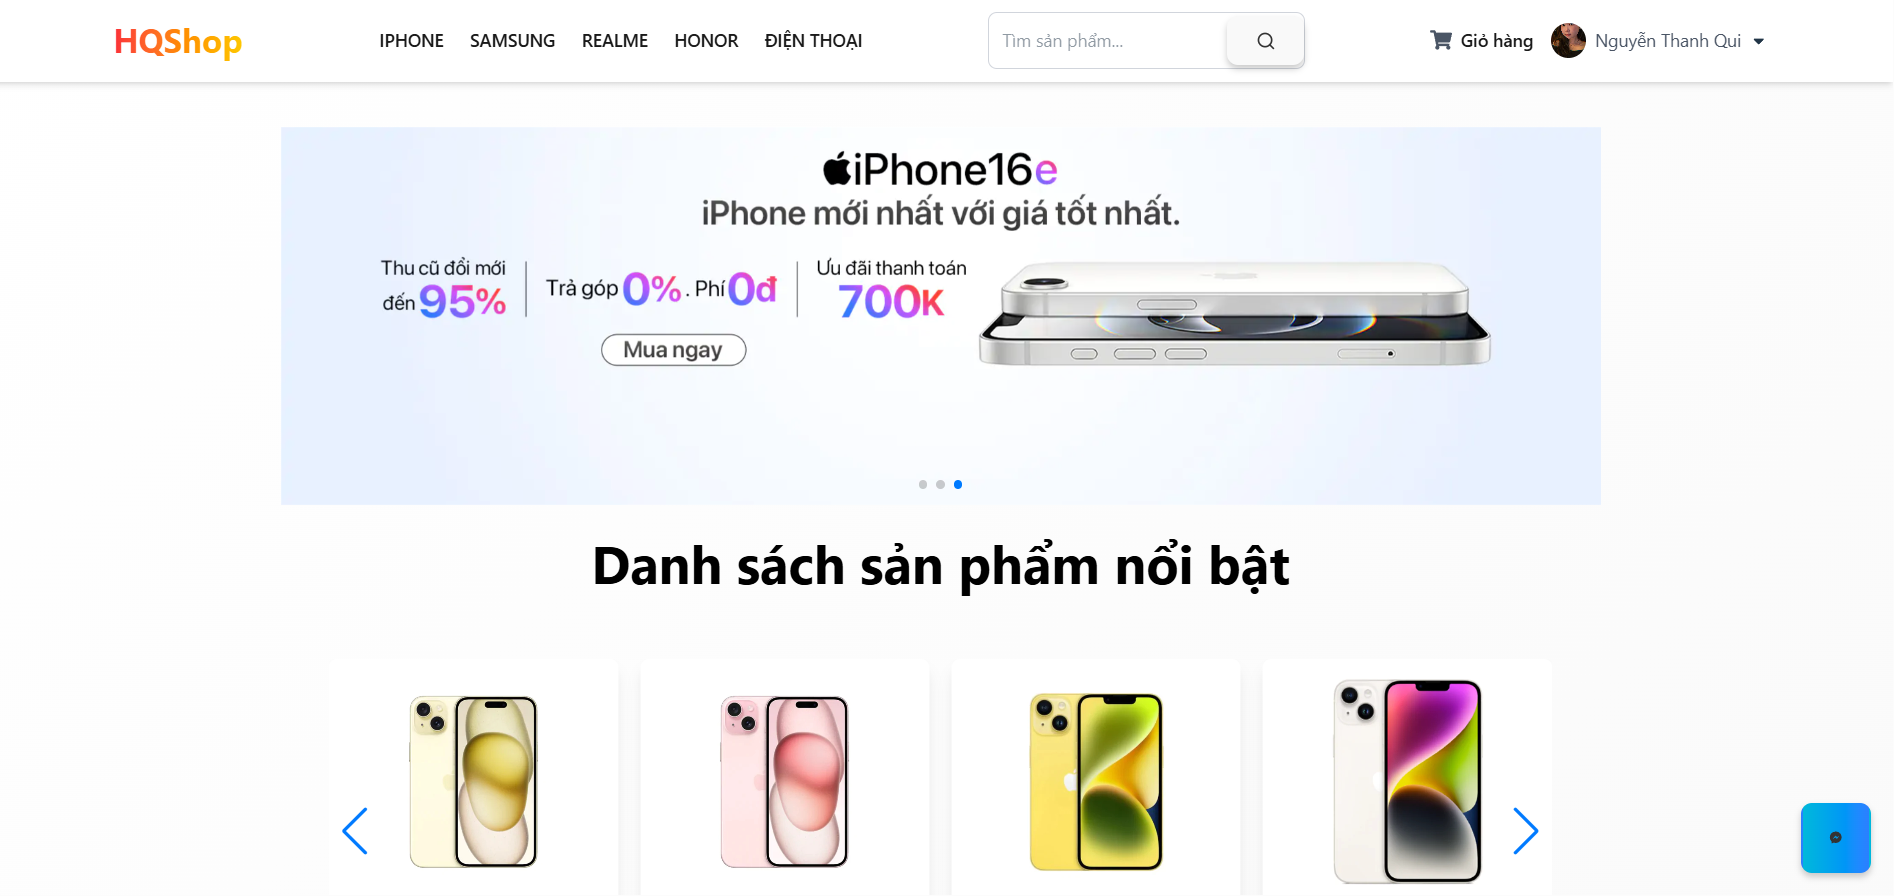 HQShop
IPHONE SAMSUNG REALME HONOR ĐIỆN THOẠI
Tìm sản phẩm...
Giỏ hàng
Nguyễn Thanh Qui
iPhone16e
iPhone mới nhất với giá tốt nhất.
Thu cũ đổi mới
đến 95%
Trả góp 0%. Phí 0đ
Ưu đãi thanh toán
700K
Mua ngay
Danh sách sản phẩm nổi bật